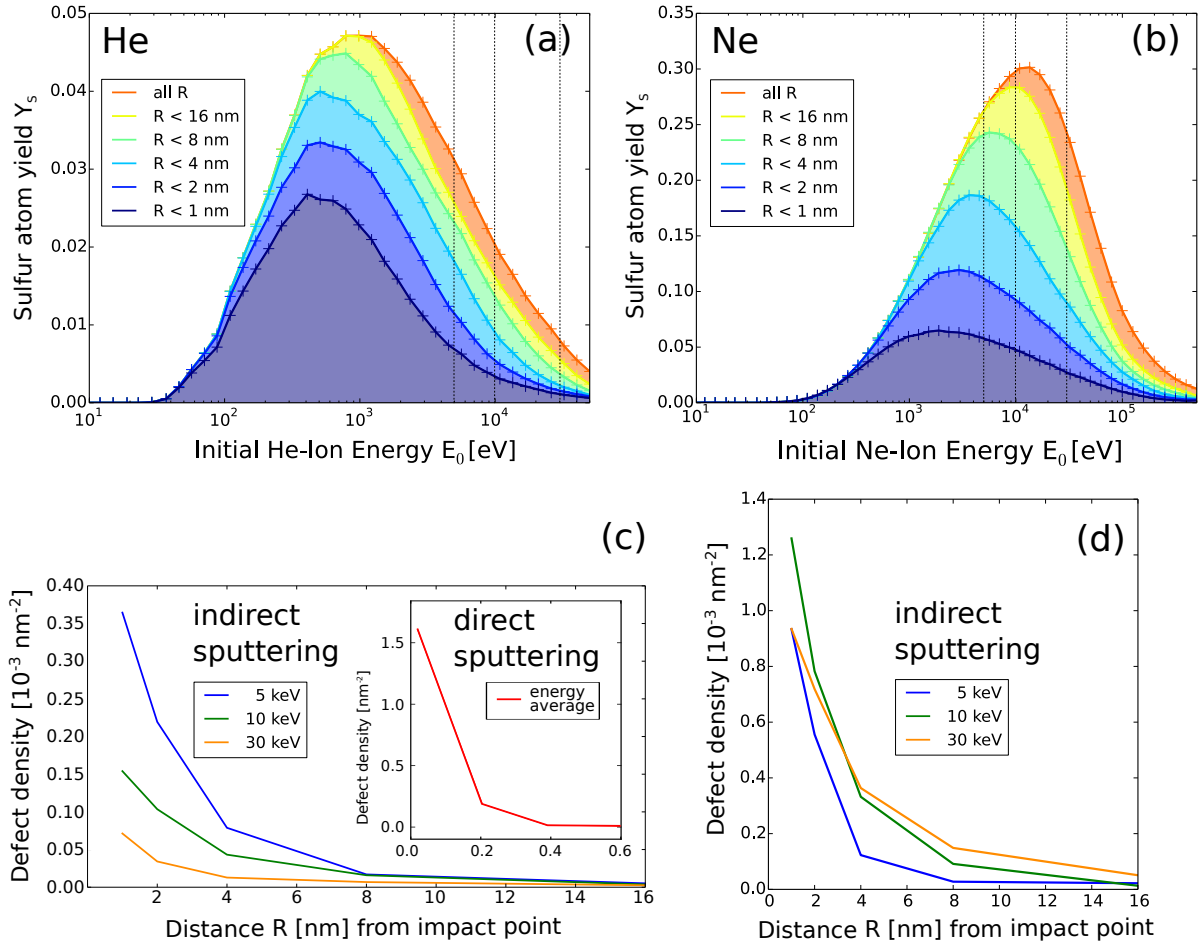 He
(a)
Sulfur atom yield Yₛ
0.05
0.04
0.03
0.02
0.01
0.00
all R
R < 16 nm
R < 8 nm
R < 4 nm
R < 2 nm
R < 1 nm
10¹
10²
10³
10⁴
Initial He-Ion Energy E₀ [eV]
Ne
(b)
Sulfur atom yield Yₛ
0.35
0.30
0.25
0.20
0.15
0.10
0.05
0.00
all R
R < 16 nm
R < 8 nm
R < 4 nm
R < 2 nm
R < 1 nm
10¹
10²
10³
10⁴
10⁵
Initial Ne-Ion Energy E₀ [eV]
(c)
Defect density [10⁻³ nm⁻²]
0.40
0.35
0.30
0.25
0.20
0.15
0.10
0.05
0.00
indirect
sputtering
5 keV
10 keV
30 keV
direct
sputtering
energy
average
Defect density [nm⁻²]
1.5
1.0
0.5
0.0
0.0 0.2 0.4 0.6
2 4 6 8 10 12 14 16
Distance R [nm] from impact point
(d)
Defect density [10⁻³ nm⁻²]
1.4
1.2
1.0
0.8
0.6
0.4
0.2
0.0
indirect
sputtering
5 keV
10 keV
30 keV
0 2 4 6 8 10 12 14 16
Distance R [nm] from impact point